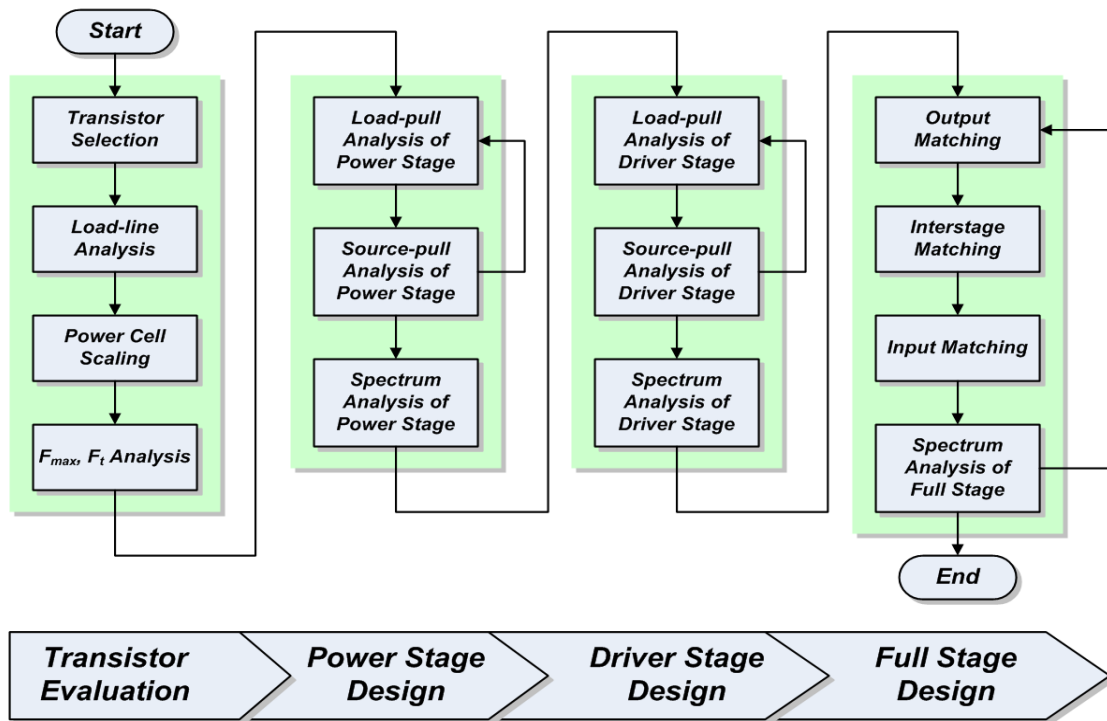 Start
Transistor
Selection
Load-line
Analysis
Power Cell
Scaling
Fmax, Ft Analysis
Load-pull
Analysis of
Power Stage
Source-pull
Analysis of
Power Stage
Spectrum
Analysis of
Power Stage
Load-pull
Analysis of
Driver Stage
Source-pull
Analysis of
Driver Stage
Spectrum
Analysis of
Driver Stage
Output
Matching
Interstage
Matching
Input Matching
Spectrum
Analysis of
Full Stage
End
Transistor
Evaluation
Power Stage
Design
Driver Stage
Design
Full Stage
Design